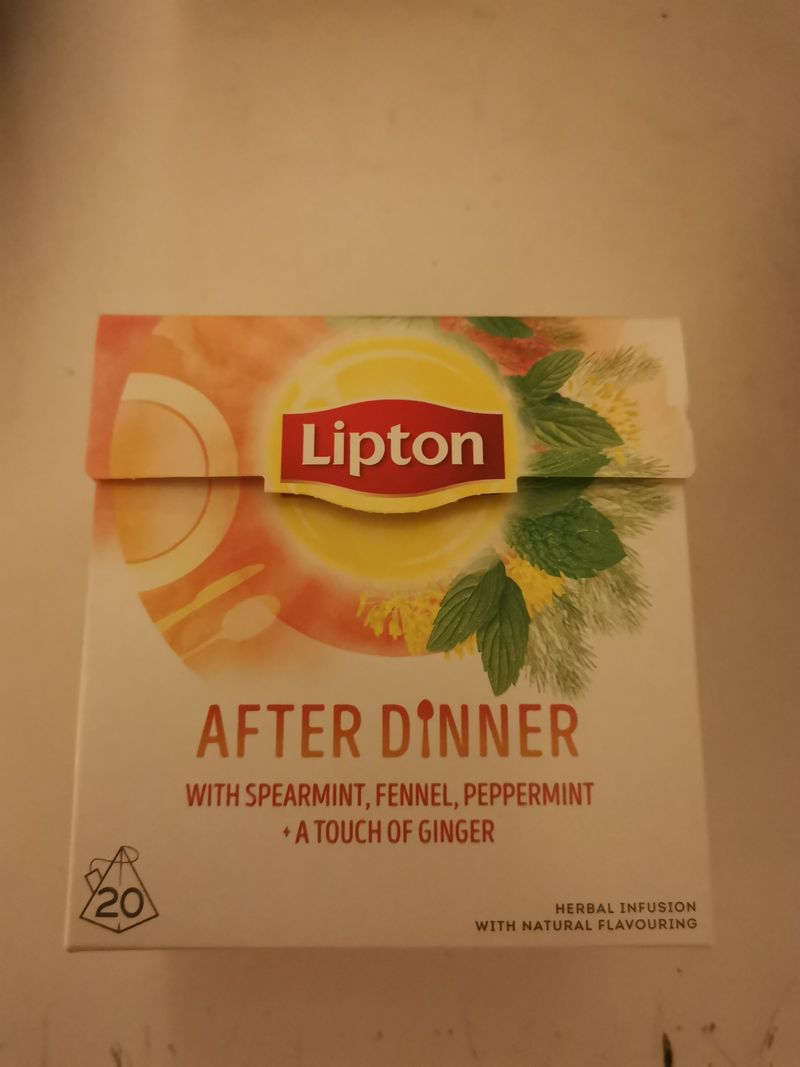 Lipton
AFTER DINNER
WITH SPEARMINT, FENNEL, PEPPERMINT
+ A TOUCH OF GINGER
20
HERBAL INFUSION
WITH NATURAL FLAVOURING